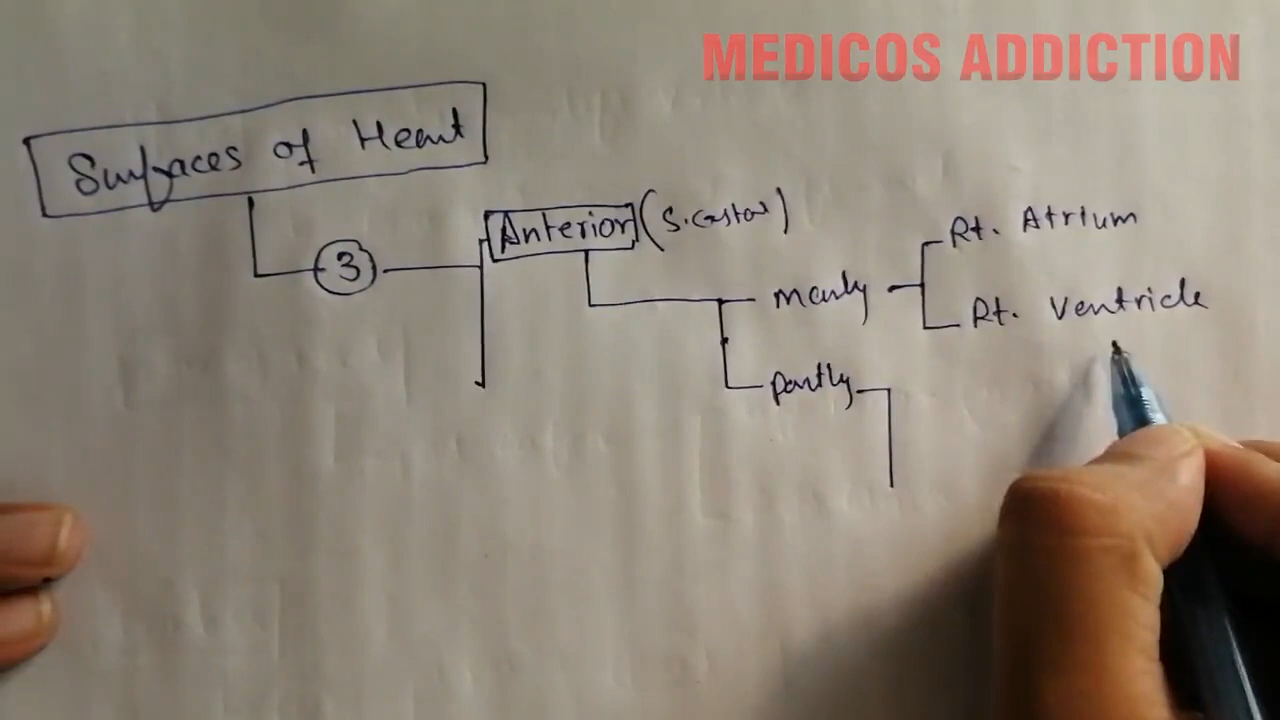 MEDICOS ADDICTION
Surfaces of Heart
3
Anterior (S.costal)
Rt. Atrium
Mainly
Rt. Ventricle
Partly